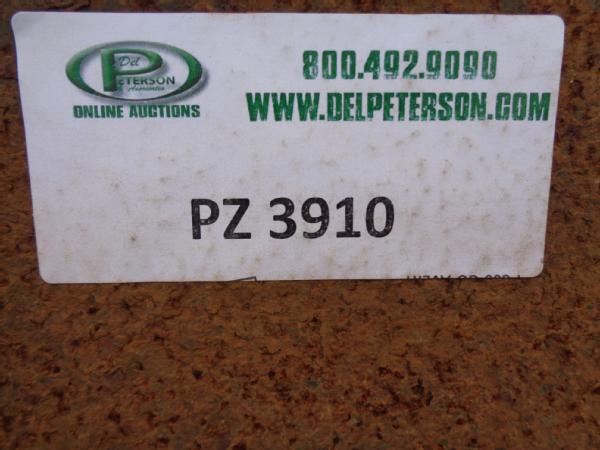 Del
PETERSON
& Associates
ONLINE AUCTIONS
800.492.9090
WWW.DELPETERSON.COM
PZ 3910